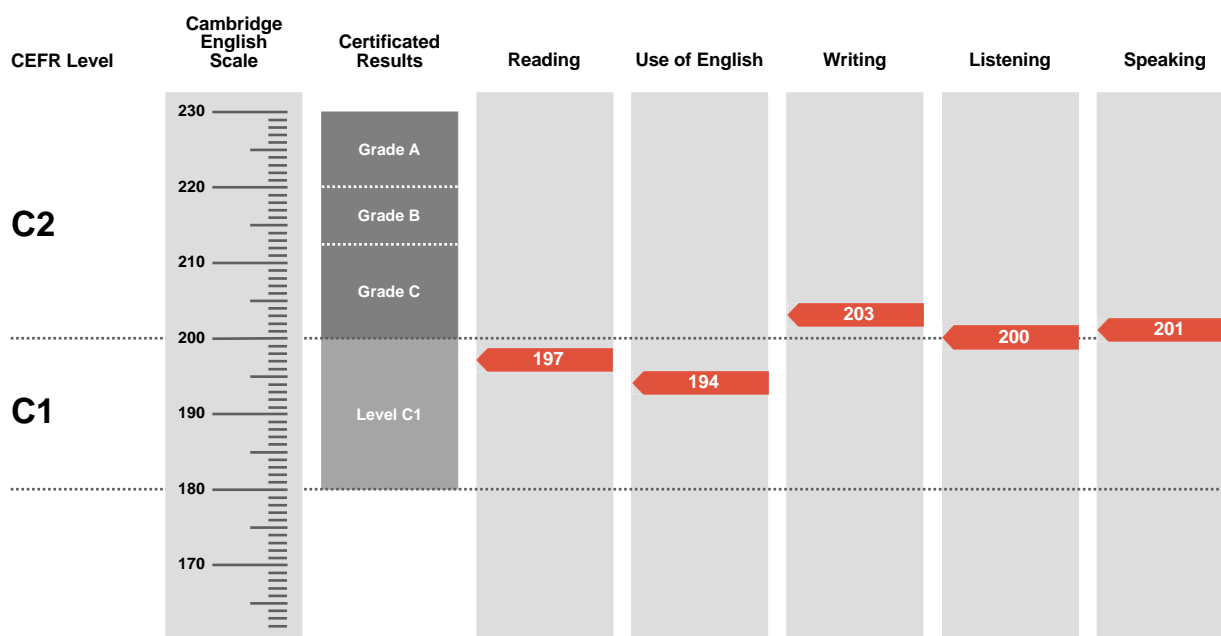 CEFR Level
Cambridge
English
Scale
Certificated
Results
Reading
Use of English
Writing
Listening
Speaking
230
Grade A
220
C2
Grade B
210
Grade C
203
201
200
200
197
194
C1
190
Level C1
180
170